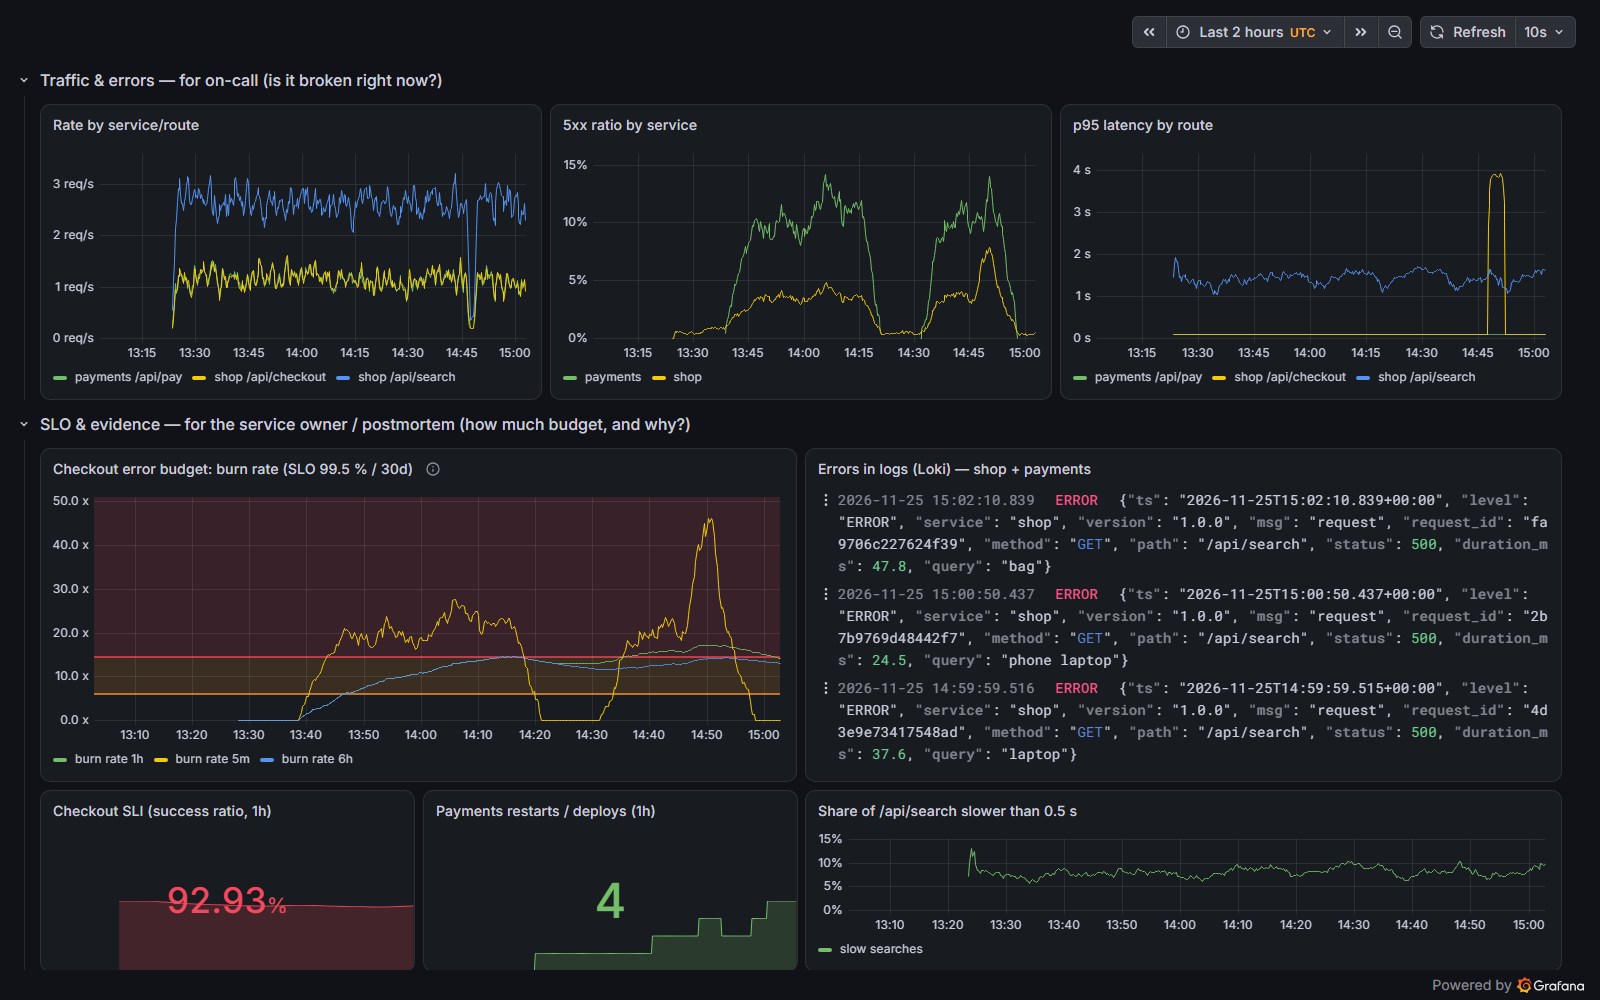 Last 2 hours UTC
Refresh
10s
Traffic & errors — for on-call (is it broken right now?)
Rate by service/route
3 req/s
2 req/s
1 req/s
0 req/s
13:15 13:30 13:45 14:00 14:15 14:30 14:45 15:00
payments /api/pay shop /api/checkout shop /api/search
5xx ratio by service
15%
10%
5%
0%
13:15 13:30 13:45 14:00 14:15 14:30 14:45 15:00
payments shop
p95 latency by route
4 s
3 s
2 s
1 s
0 s
13:15 13:30 13:45 14:00 14:15 14:30 14:45 15:00
payments /api/pay shop /api/checkout shop /api/search
SLO & evidence — for the service owner / postmortem (how much budget, and why?)
Checkout error budget: burn rate (SLO 99.5 % / 30d)
50.0 x
40.0 x
30.0 x
20.0 x
10.0 x
0.0 x
13:10 13:20 13:30 13:40 13:50 14:00 14:10 14:20 14:30 14:40 14:50 15:00
burn rate 1h burn rate 5m burn rate 6h
Errors in logs (Loki) — shop + payments
2026-11-25 15:02:10.839 ERROR {"ts": "2026-11-25T15:02:10.839+00:00", "level":
"ERROR", "service": "shop", "version": "1.0.0", "msg": "request", "request_id": "fa
9706c227624f39", "method": "GET", "path": "/api/search", "status": 500, "duration_m
s": 47.8, "query": "bag"}
2026-11-25 15:00:50.437 ERROR {"ts": "2026-11-25T15:00:50.437+00:00", "level":
"ERROR", "service": "shop", "version": "1.0.0", "msg": "request", "request_id": "2b
7b9769d48442f7", "method": "GET", "path": "/api/search", "status": 500, "duration_m
s": 24.5, "query": "phone laptop"}
2026-11-25 14:59:59.516 ERROR {"ts": "2026-11-25T14:59:59.515+00:00", "level":
"ERROR", "service": "shop", "version": "1.0.0", "msg": "request", "request_id": "4d
3e9e73417548ad", "method": "GET", "path": "/api/search", "status": 500, "duration_m
s": 37.6, "query": "laptop"}
Checkout SLI (success ratio, 1h)
92.93%
Payments restarts / deploys (1h)
4
Share of /api/search slower than 0.5 s
15%
10%
5%
0%
13:10 13:20 13:30 13:40 13:50 14:00 14:10 14:20 14:30 14:40 14:50 15:00
slow searches
Powered by Grafana